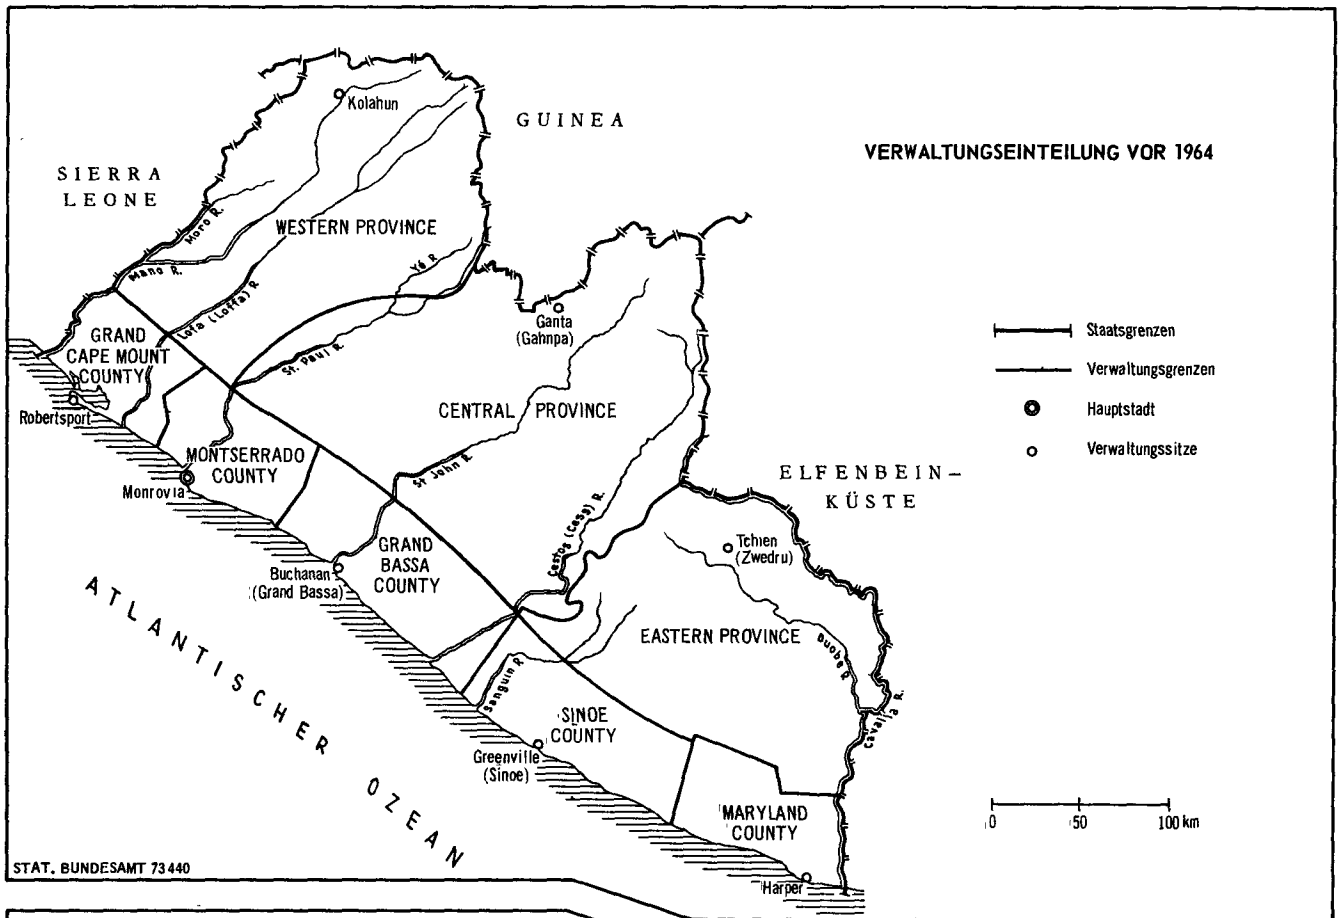 VERWALTUNGSEINTEILUNG VOR 1964
GUINEA
SIERRA
LEONE
Kolahun
WESTERN PROVINCE
Moro R.
Mano R.
Lofa (Loffa) R.
Yé R.
St. Paul R.
Ganta
(Gahnpa)
GRAND
CAPE MOUNT
COUNTY
Robertsport
CENTRAL PROVINCE
MONTSERRADO
COUNTY
Monrovia
St John R.
ELFENBEIN-
KÜSTE
Tchien
(Zwedru)
GRAND
BASSA
COUNTY
Buchanan
(Grand Bassa)
EASTERN PROVINCE
Duobe R.
Cavalla R.
Sanguin R.
SINOE
COUNTY
Greenville
(Sinoe)
MARYLAND
COUNTY
Harper
ATLANTISCHER OZEAN
Staatsgrenzen
Verwaltungsgrenzen
Hauptstadt
Verwaltungssitze
0 50 100 km
STAT. BUNDESAMT 73 440